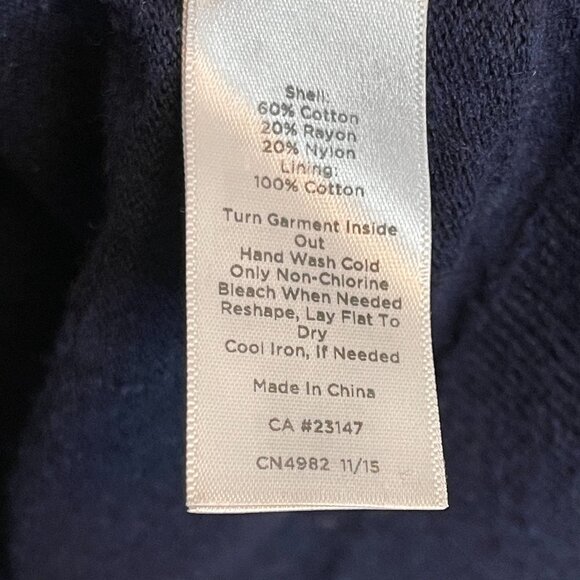 Shell:
60% Cotton
20% Rayon
20% Nylon
Lining:
100% Cotton
Turn Garment Inside
Out
Hand Wash Cold
Only Non-Chlorine
Bleach When Needed
Reshape, Lay Flat To
Dry
Cool Iron, If Needed
Made In China
CA #23147
CN4982 11/15